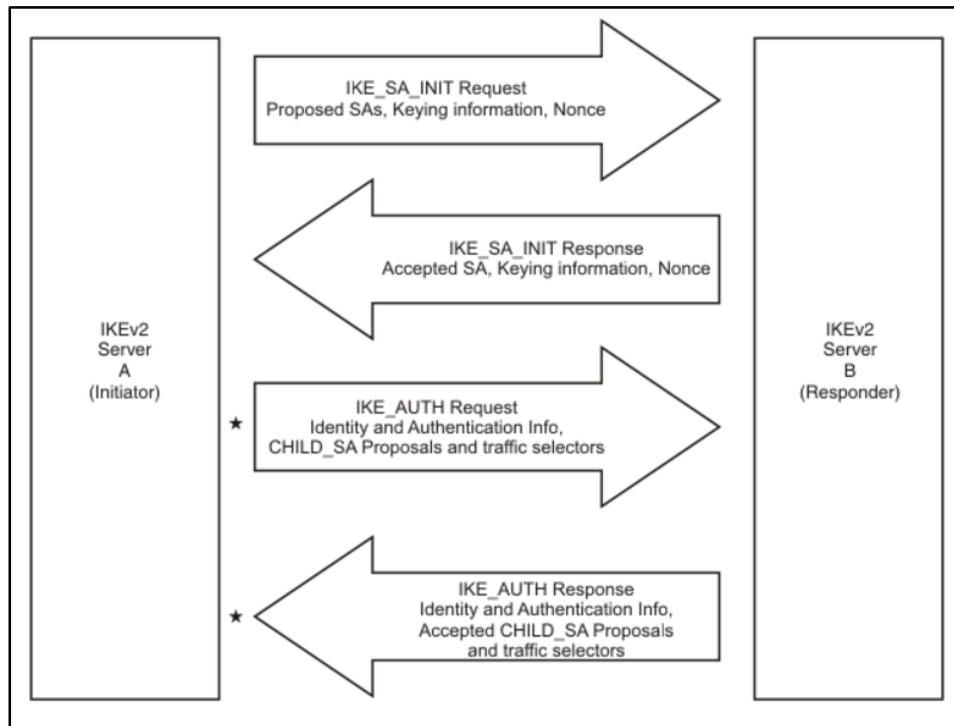 IKE_SA_INIT Request
Proposed SAs, Keying information, Nonce
IKE_SA_INIT Response
Accepted SA, Keying information, Nonce
IKEv2
Server
A
(Initiator)
IKEv2
Server
B
(Responder)
★
IKE_AUTH Request
Identity and Authentication Info,
CHILD_SA Proposals and traffic selectors
★
IKE_AUTH Response
Identity and Authentication Info,
Accepted CHILD_SA Proposals
and traffic selectors